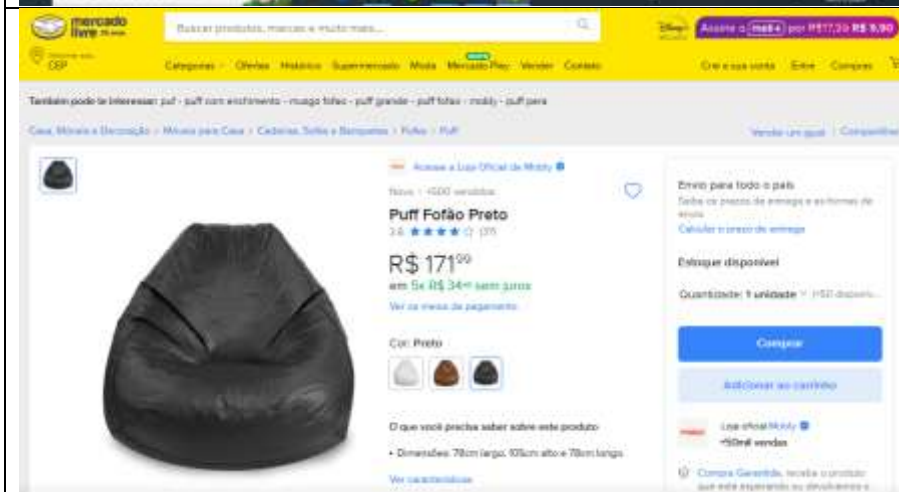 mercado
livre
Buscar produtos, marcas e muito mais...
Assine o meli+ por R$ 9,90
CEP
Categorias Ofertas Histórico Supermercado Moda Mercado Play Vender Contato
Crie a sua conta Entre Compras
Também pode te interessar: puf - puff com enchimento - - puff grande - puff fofao - mobly - puff pera
Casa, Móveis e Decoração > Móveis para Casa > Cadeiras, Sofás e Banquetas > Pufes > Puff
Vender um igual Compartilhar
Acesse a Loja Oficial de Mobly
Novo | +500 vendidos
Puff Fofão Preto
R$ 171⁹⁹
em 5x R$ 34 sem juros
Ver os meios de pagamento
Cor: Preto
O que você precisa saber sobre este produto
• Dimensões: 78cm largo, 105cm alto e 78cm longo.
Ver características
Envio para todo o país
Saiba os prazos de entrega e as formas de envio.
Calcular o prazo de entrega
Estoque disponível
Quantidade: 1 unidade
Comprar
Adicionar ao carrinho
Loja oficial Mobly
+50mil vendas
Compra Garantida, receba o produto
que está esperando ou devolvemos o